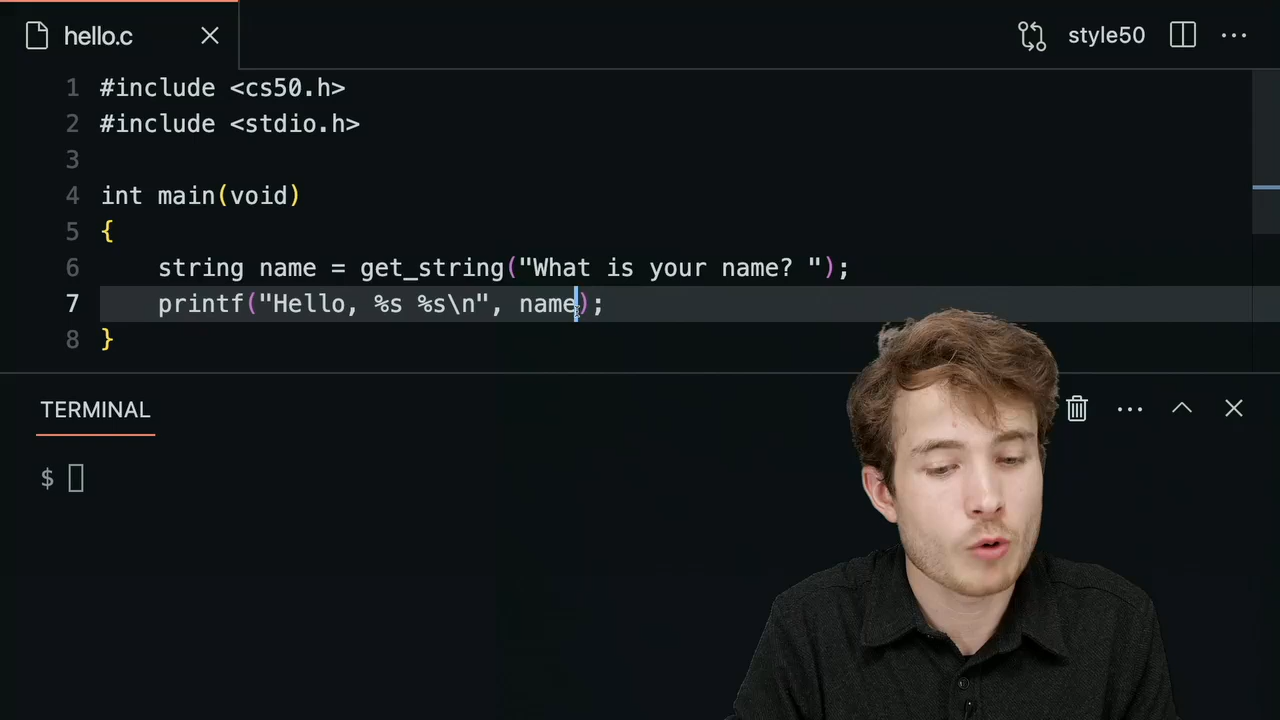 hello.c
style50
1 #include <cs50.h>
2 #include <stdio.h>
3
4 int main(void)
5 {
6     string name = get_string("What is your name? ");
7     printf("Hello, %s %s\n", name);
8 }
TERMINAL
$